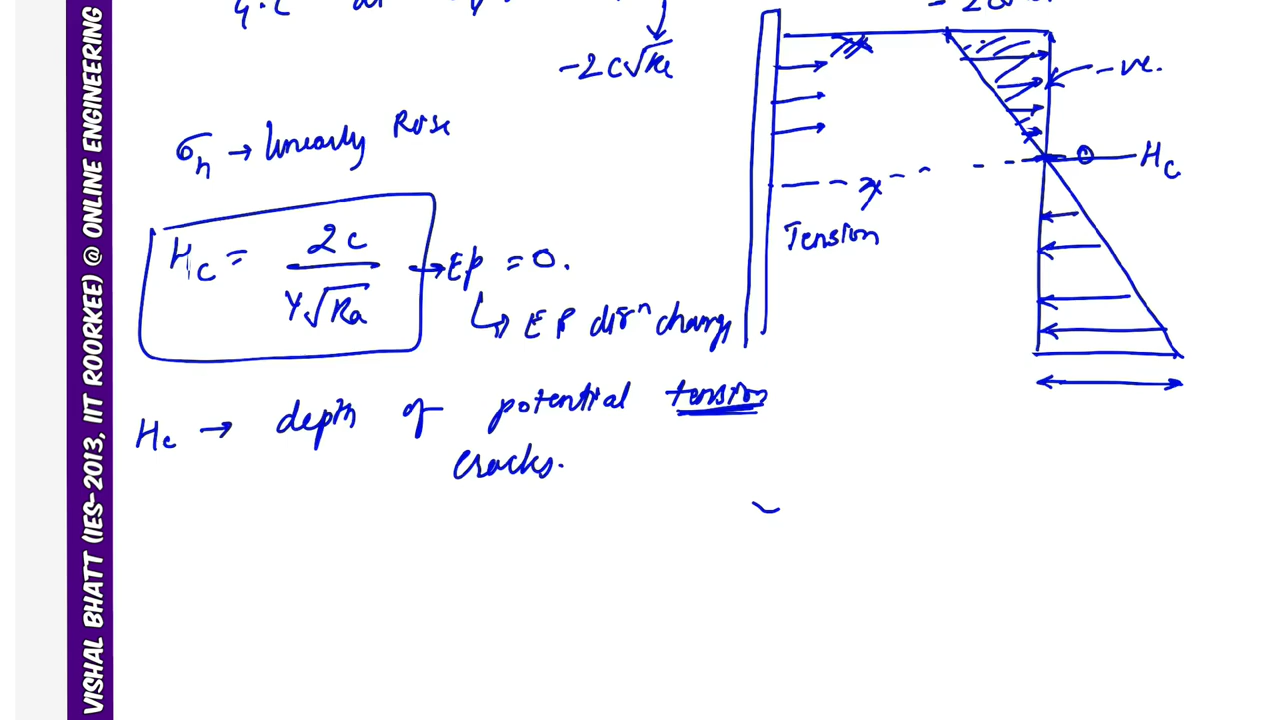 VISHAL BHATT (IES-2013, IIT ROORKEE) @ ONLINE ENGINEERING
-2c√Ka
-ve.
σh → linearly Rise
Hc
Hc = 2c / γ√Ka → EP = 0.
Tension
↳ EP dirⁿ change
Hc → depth of potential tension
cracks.